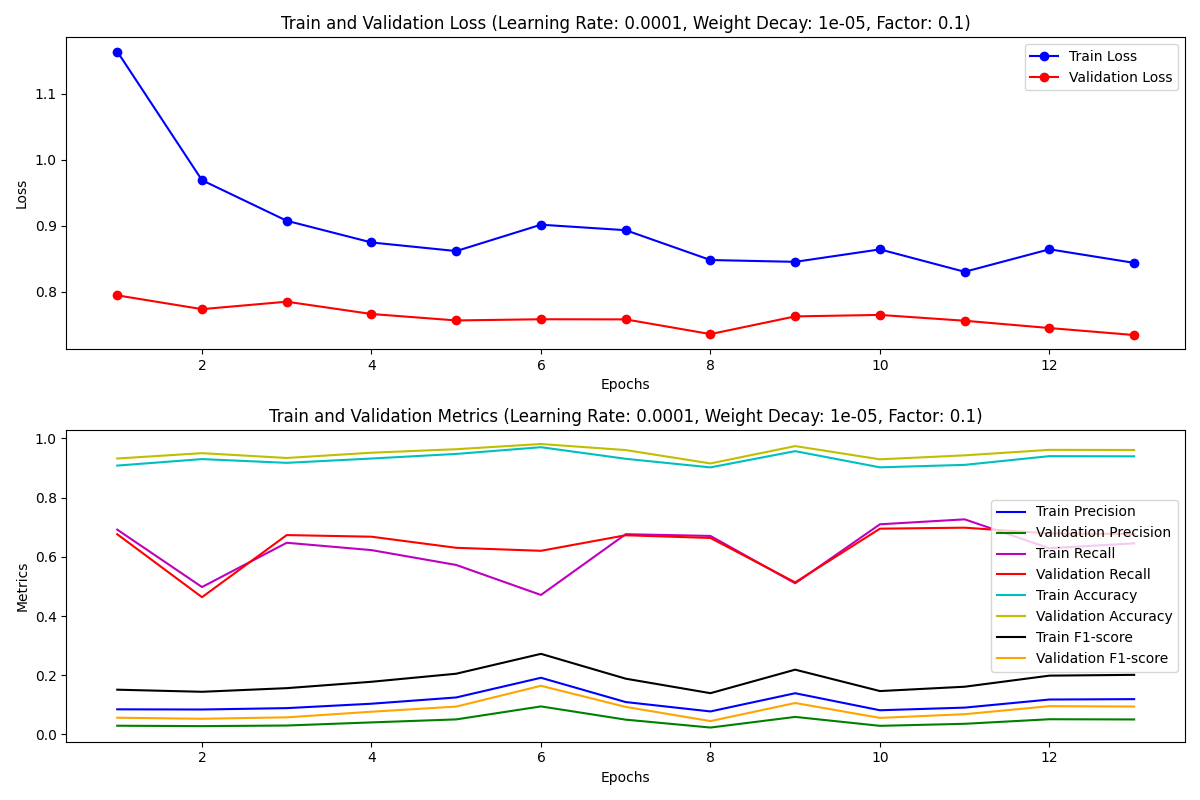 Train and Validation Loss (Learning Rate: 0.0001, Weight Decay: 1e-05, Factor: 0.1)
Train Loss
Validation Loss
1.1
1.0
0.9
0.8
Loss
2 4 6 8 10 12
Epochs
Train and Validation Metrics (Learning Rate: 0.0001, Weight Decay: 1e-05, Factor: 0.1)
1.0
0.8
0.6
0.4
0.2
0.0
Metrics
Train Precision
Validation Precision
Train Recall
Validation Recall
Train Accuracy
Validation Accuracy
Train F1-score
Validation F1-score
2 4 6 8 10 12
Epochs